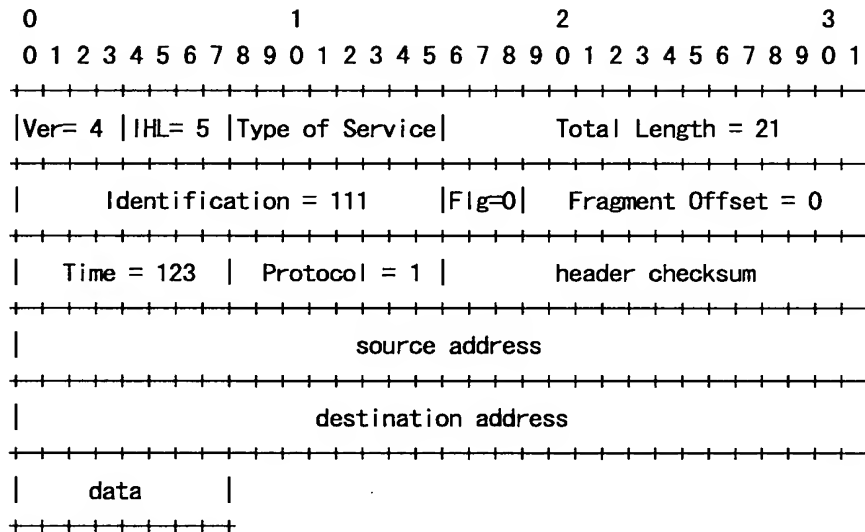 0 1 2 3
0 1 2 3 4 5 6 7 8 9 0 1 2 3 4 5 6 7 8 9 0 1 2 3 4 5 6 7 8 9 0 1
+-+-+-+-+-+-+-+-+-+-+-+-+-+-+-+-+-+-+-+-+-+-+-+-+-+-+-+-+-+-+-+-
|Ver= 4 |IHL= 5 |Type of Service| Total Length = 21
+-+-+-+-+-+-+-+-+-+-+-+-+-+-+-+-+-+-+-+-+-+-+-+-+-+-+-+-+-+-+-+-
| Identification = 111 |Flg=0| Fragment Offset = 0
+-+-+-+-+-+-+-+-+-+-+-+-+-+-+-+-+-+-+-+-+-+-+-+-+-+-+-+-+-+-+-+-
| Time = 123 | Protocol = 1 | header checksum
+-+-+-+-+-+-+-+-+-+-+-+-+-+-+-+-+-+-+-+-+-+-+-+-+-+-+-+-+-+-+-+-
| source address
+-+-+-+-+-+-+-+-+-+-+-+-+-+-+-+-+-+-+-+-+-+-+-+-+-+-+-+-+-+-+-+-
| destination address
+-+-+-+-+-+-+-+-+-+-+-+-+-+-+-+-+-+-+-+-+-+-+-+-+-+-+-+-+-+-+-+-
| data |
+-+-+-+-+-+-+-+-+